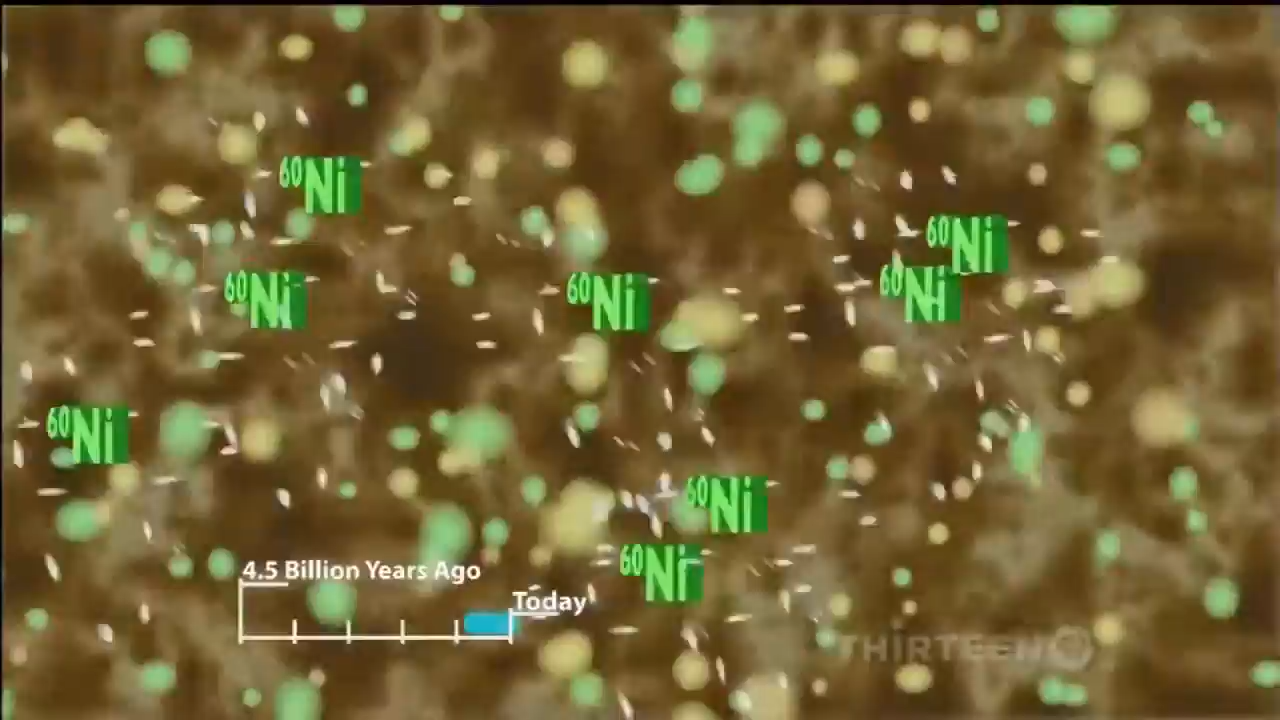 ⁶⁰Ni
⁶⁰Ni
⁶⁰Ni
⁶⁰Ni
⁶⁰Ni
⁶⁰Ni
⁶⁰Ni
⁶⁰Ni
4.5 Billion Years Ago
Today
THiRTEEN